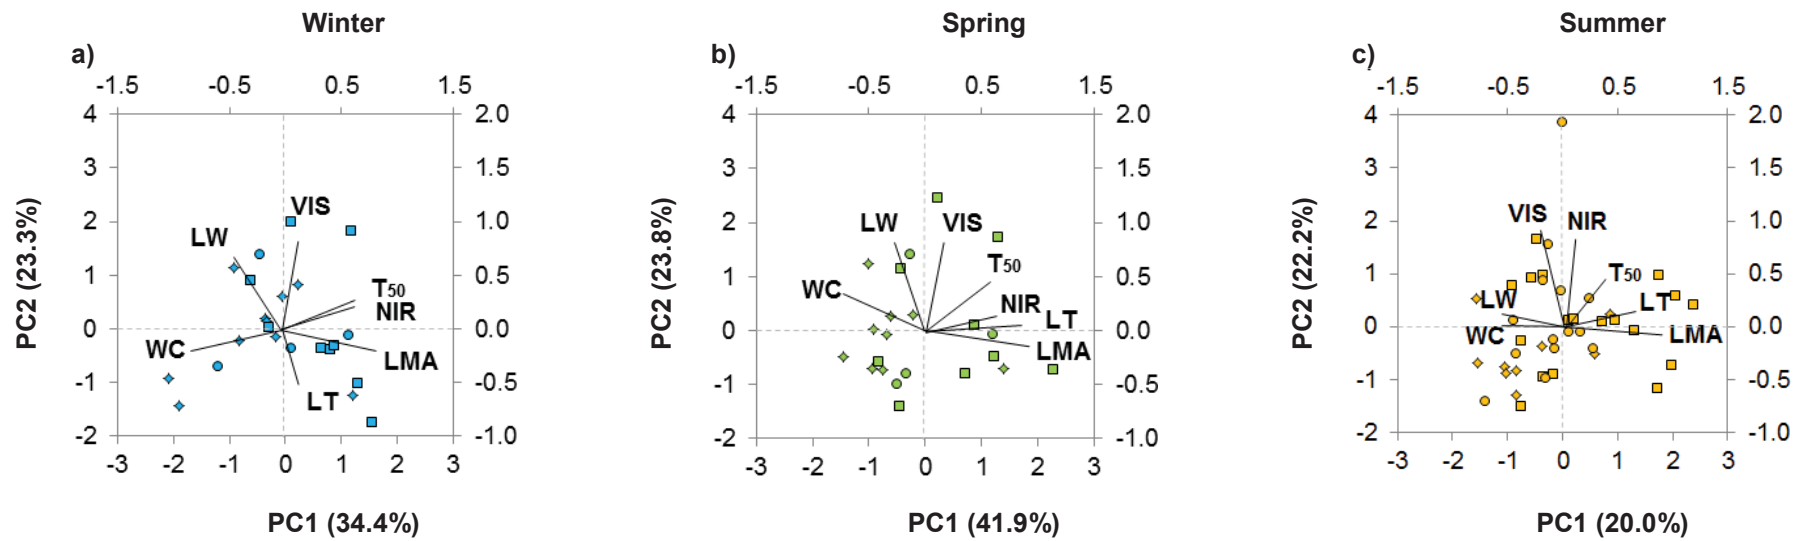 Winter
a)
-1.5 -0.5 0.5 1.5
4 3 2 1 0 -1 -2
2.0 1.5 1.0 0.5 0.0 -0.5 -1.0
PC2 (23.3%)
VIS
LW
T50
NIR
WC
LMA
LT
-3 -2 -1 0 1 2 3
PC1 (34.4%)
Spring
b)
-1.5 -0.5 0.5 1.5
4 3 2 1 0 -1 -2
2.0 1.5 1.0 0.5 0.0 -0.5 -1.0
PC2 (23.8%)
LW VIS
T50
WC
NIR
LT
LMA
-3 -2 -1 0 1 2 3
PC1 (41.9%)
Summer
c)
-1.5 -0.5 0.5 1.5
4 3 2 1 0 -1 -2
2.0 1.5 1.0 0.5 0.0 -0.5 -1.0
PC2 (22.2%)
VIS NIR
T50
LW LT
WC LMA
-3 -2 -1 0 1 2 3
PC1 (20.0%)